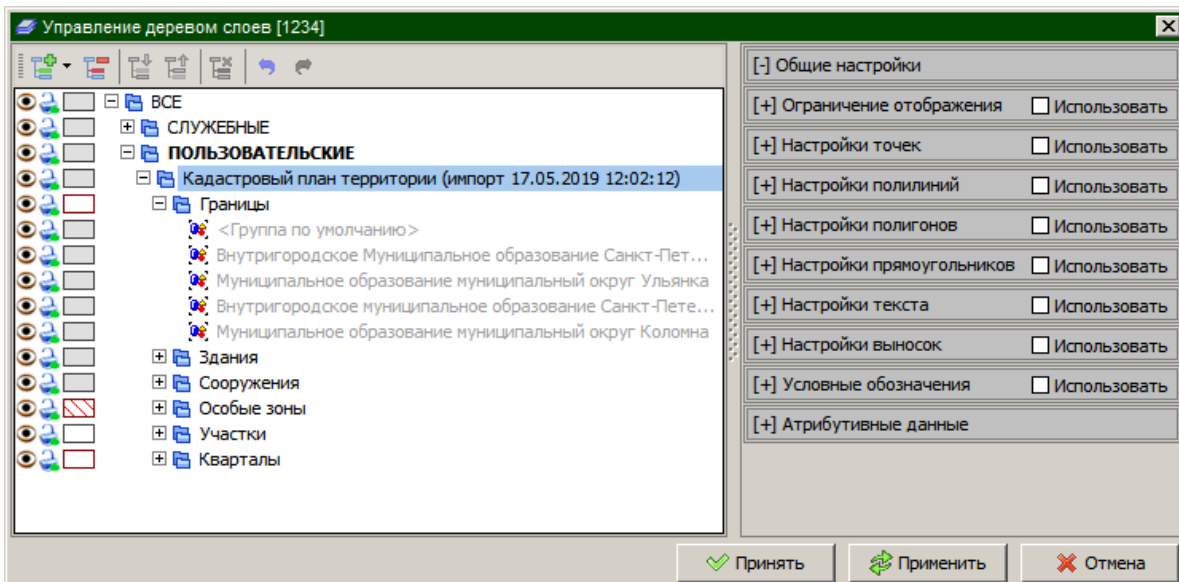 Управление деревом слоев [1234]
ВСЕ
СЛУЖЕБНЫЕ
ПОЛЬЗОВАТЕЛЬСКИЕ
Кадастровый план территории (импорт 17.05.2019 12:02:12)
Границы
<Группа по умолчанию>
Внутригородское Муниципальное образование Санкт-Пет...
Муниципальное образование муниципальный округ Ульянка
Внутригородское муниципальное образование Санкт-Пете...
Муниципальное образование муниципальный округ Коломна
Здания
Сооружения
Особые зоны
Участки
Кварталы
[-] Общие настройки
[+] Ограничение отображения Использовать
[+] Настройки точек Использовать
[+] Настройки полилиний Использовать
[+] Настройки полигонов Использовать
[+] Настройки прямоугольников Использовать
[+] Настройки текста Использовать
[+] Настройки выносок Использовать
[+] Условные обозначения Использовать
[+] Атрибутивные данные
Принять Применить Отмена